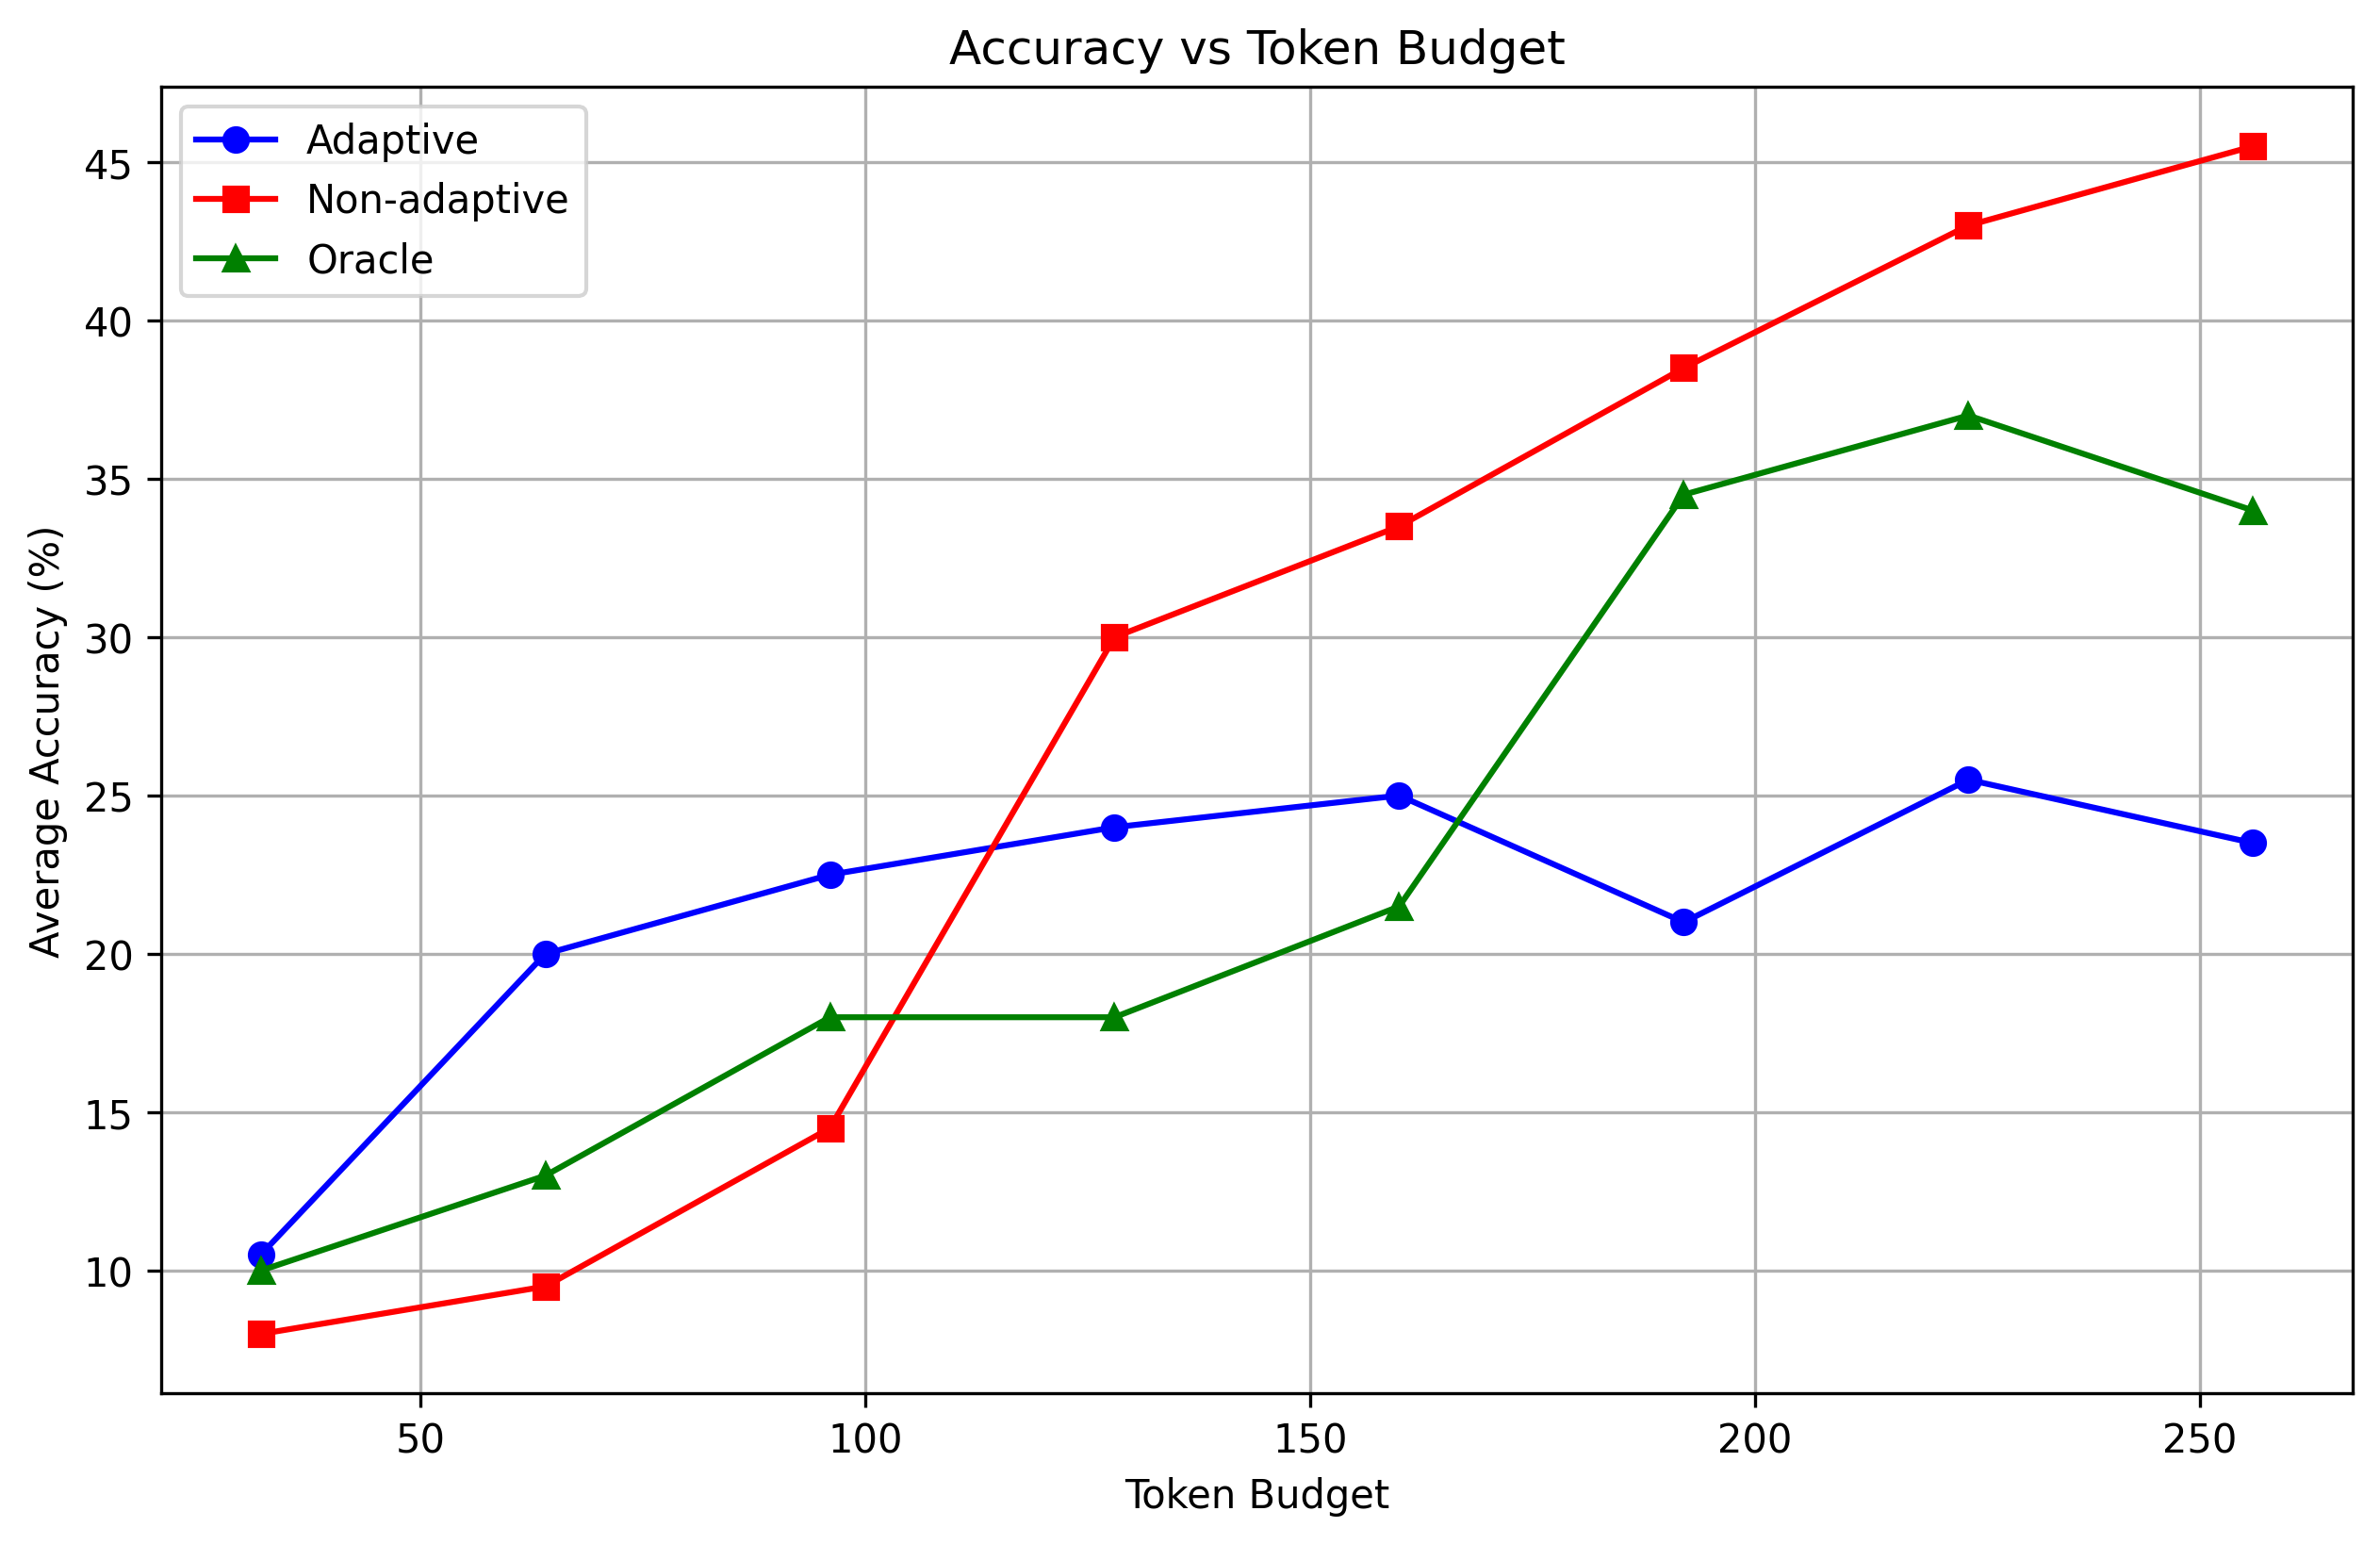 Accuracy vs Token Budget
Adaptive
Non-adaptive
Oracle
45
40
35
30
25
20
15
10
Average Accuracy (%)
50 100 150 200 250
Token Budget